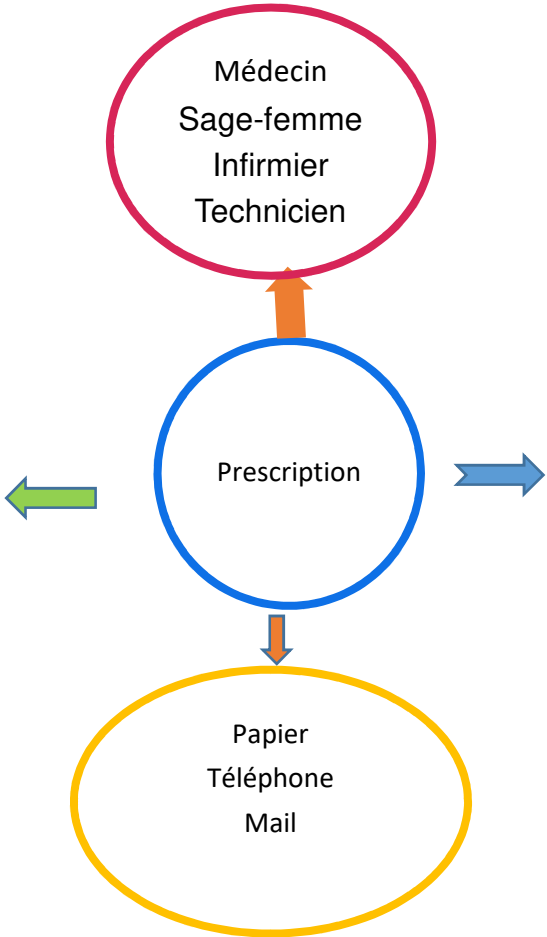 Médecin
Sage-femme
Infirmier
Technicien
Prescription
Papier
Téléphone
Mail